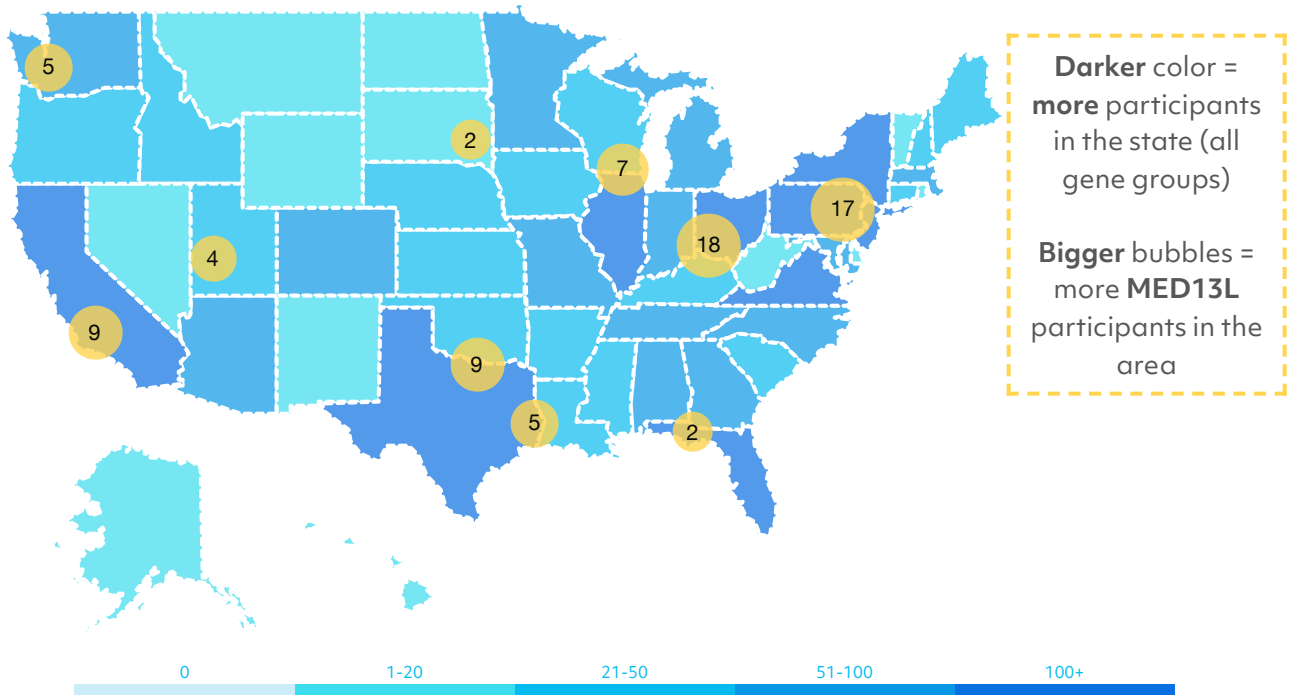 5
2
7
17
18
4
9
9
5
2
Darker color =
more participants
in the state (all
gene groups)
Bigger bubbles =
more MED13L
participants in the
area
0
1-20
21-50
51-100
100+